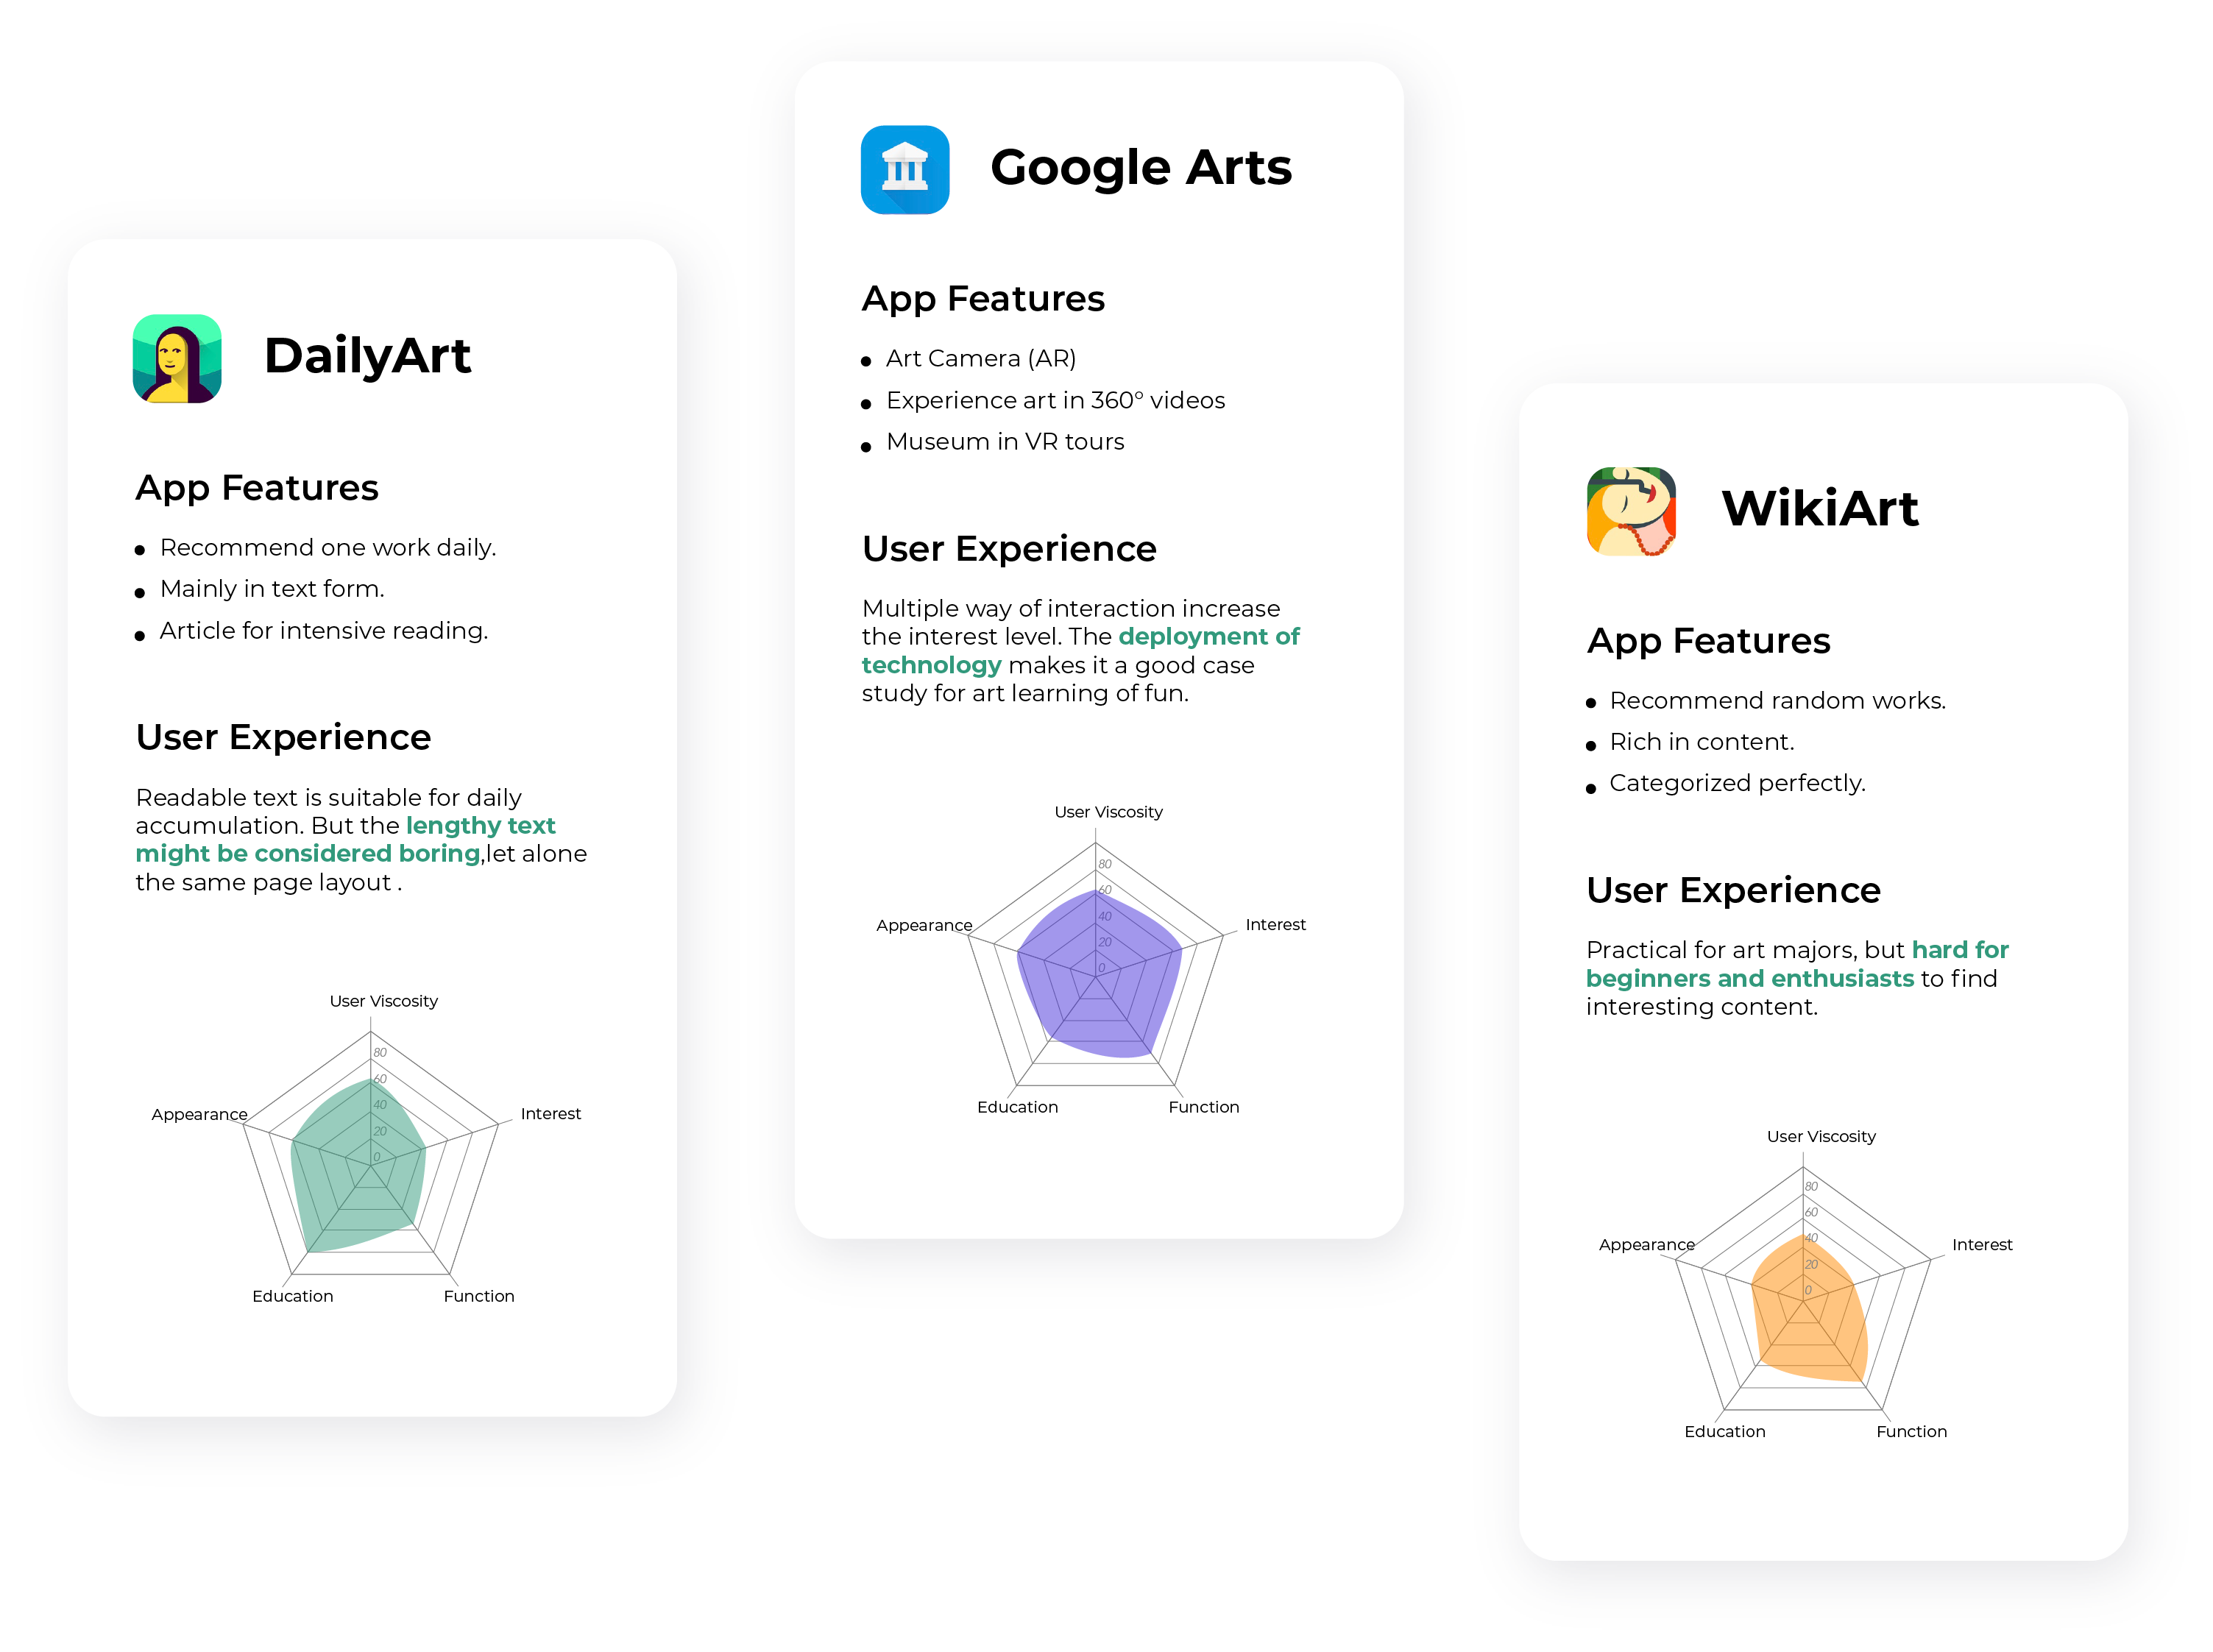 DailyArt
App Features
Recommend one work daily.
Mainly in text form.
Article for intensive reading.
User Experience
Readable text is suitable for daily
accumulation. But the lengthy text
might be considered boring,let alone
the same page layout .
User Viscosity
80
60
40
20
0
Appearance
Interest
Education
Function
Google Arts
App Features
Art Camera (AR)
Experience art in 360° videos
Museum in VR tours
User Experience
Multiple way of interaction increase
the interest level. The deployment of
technology makes it a good case
study for art learning of fun.
User Viscosity
80
60
40
20
0
Appearance
Interest
Education
Function
WikiArt
App Features
Recommend random works.
Rich in content.
Categorized perfectly.
User Experience
Practical for art majors, but hard for
beginners and enthusiasts to find
interesting content.
User Viscosity
80
60
40
20
0
Appearance
Interest
Education
Function